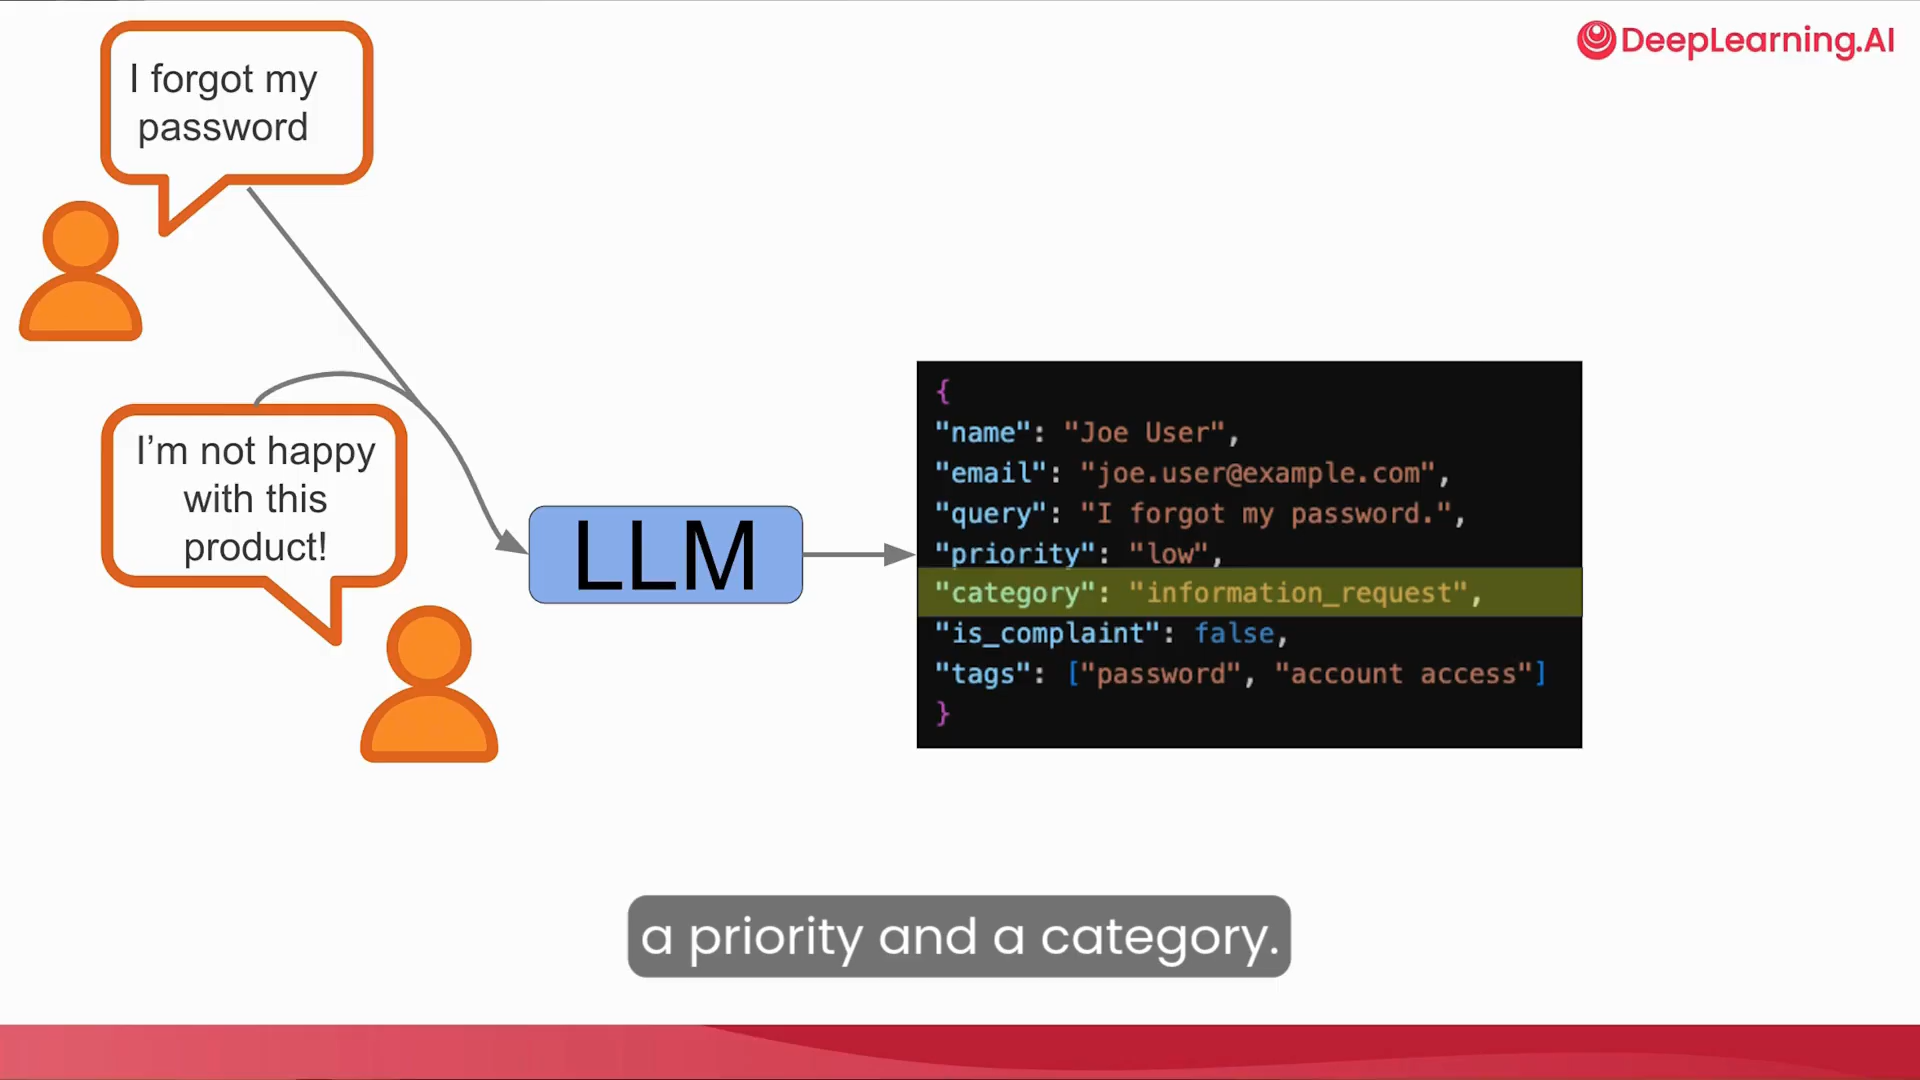 I forgot my
password
DeepLearning.AI
I’m not happy
with this
product!
LLM
{
"name": "Joe User",
"email": "joe.user@example.com",
"query": "I forgot my password.",
"priority": "low",
"category": "information_request",
"is_complaint": false,
"tags": ["password", "account access"]
}
a priority and a category.